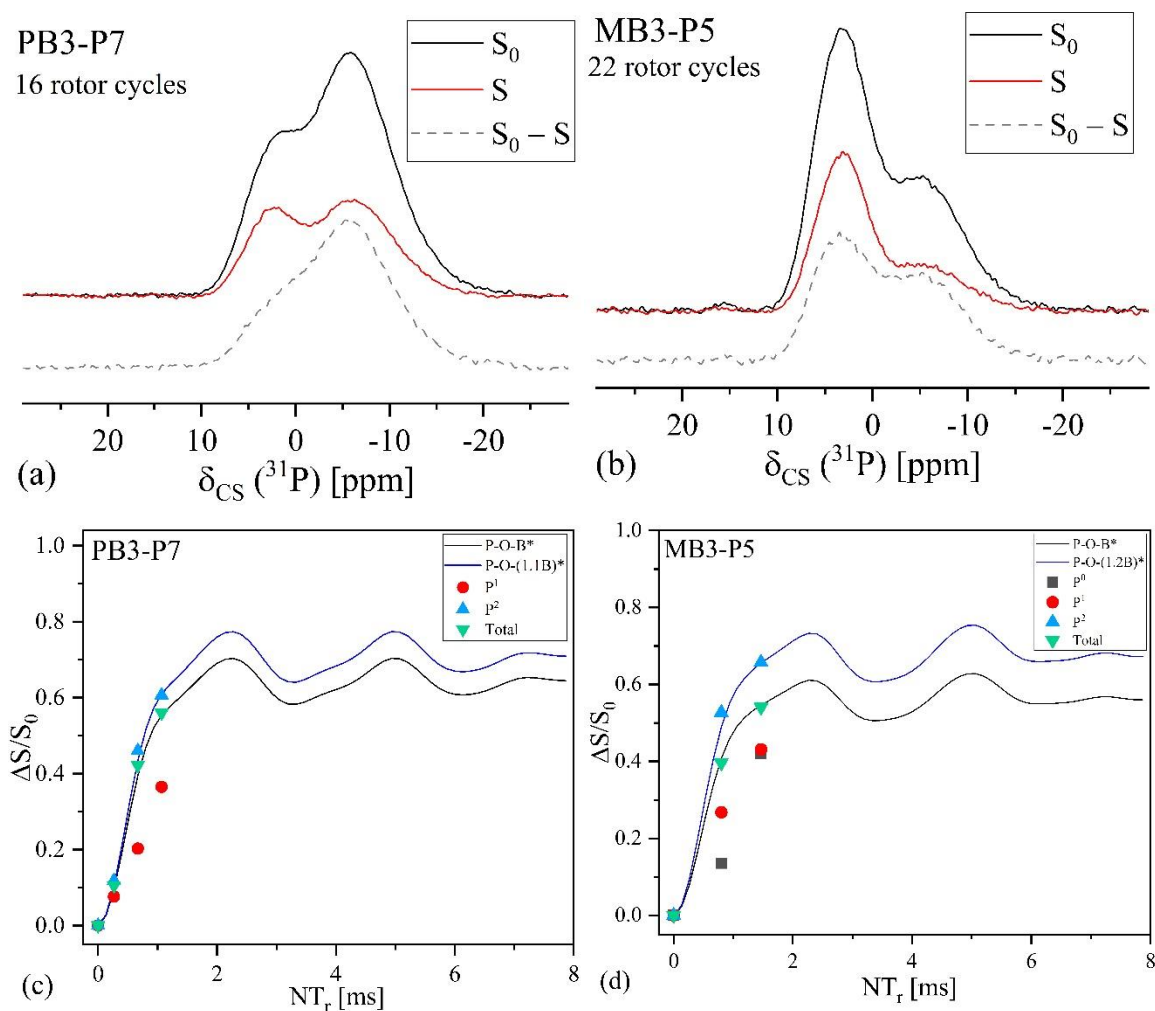 PB3-P7
16 rotor cycles
S₀
S
S₀ – S
20 10 0 -10 -20
(a)
δCS (³¹P) [ppm]
MB3-P5
22 rotor cycles
S₀
S
S₀ – S
20 10 0 -10 -20
(b)
δCS (³¹P) [ppm]
PB3-P7
P-O-B*
P-O-(1.1B)*
P¹
P²
Total
1.0
0.8
0.6
0.4
0.2
0.0
ΔS/S₀
0 2 4 6 8
(c)
NTᵣ [ms]
MB3-P5
P-O-B*
P-O-(1.2B)*
P⁰
P¹
P²
Total
1.0
0.8
0.6
0.4
0.2
0.0
ΔS/S₀
0 2 4 6 8
(d)
NTᵣ [ms]